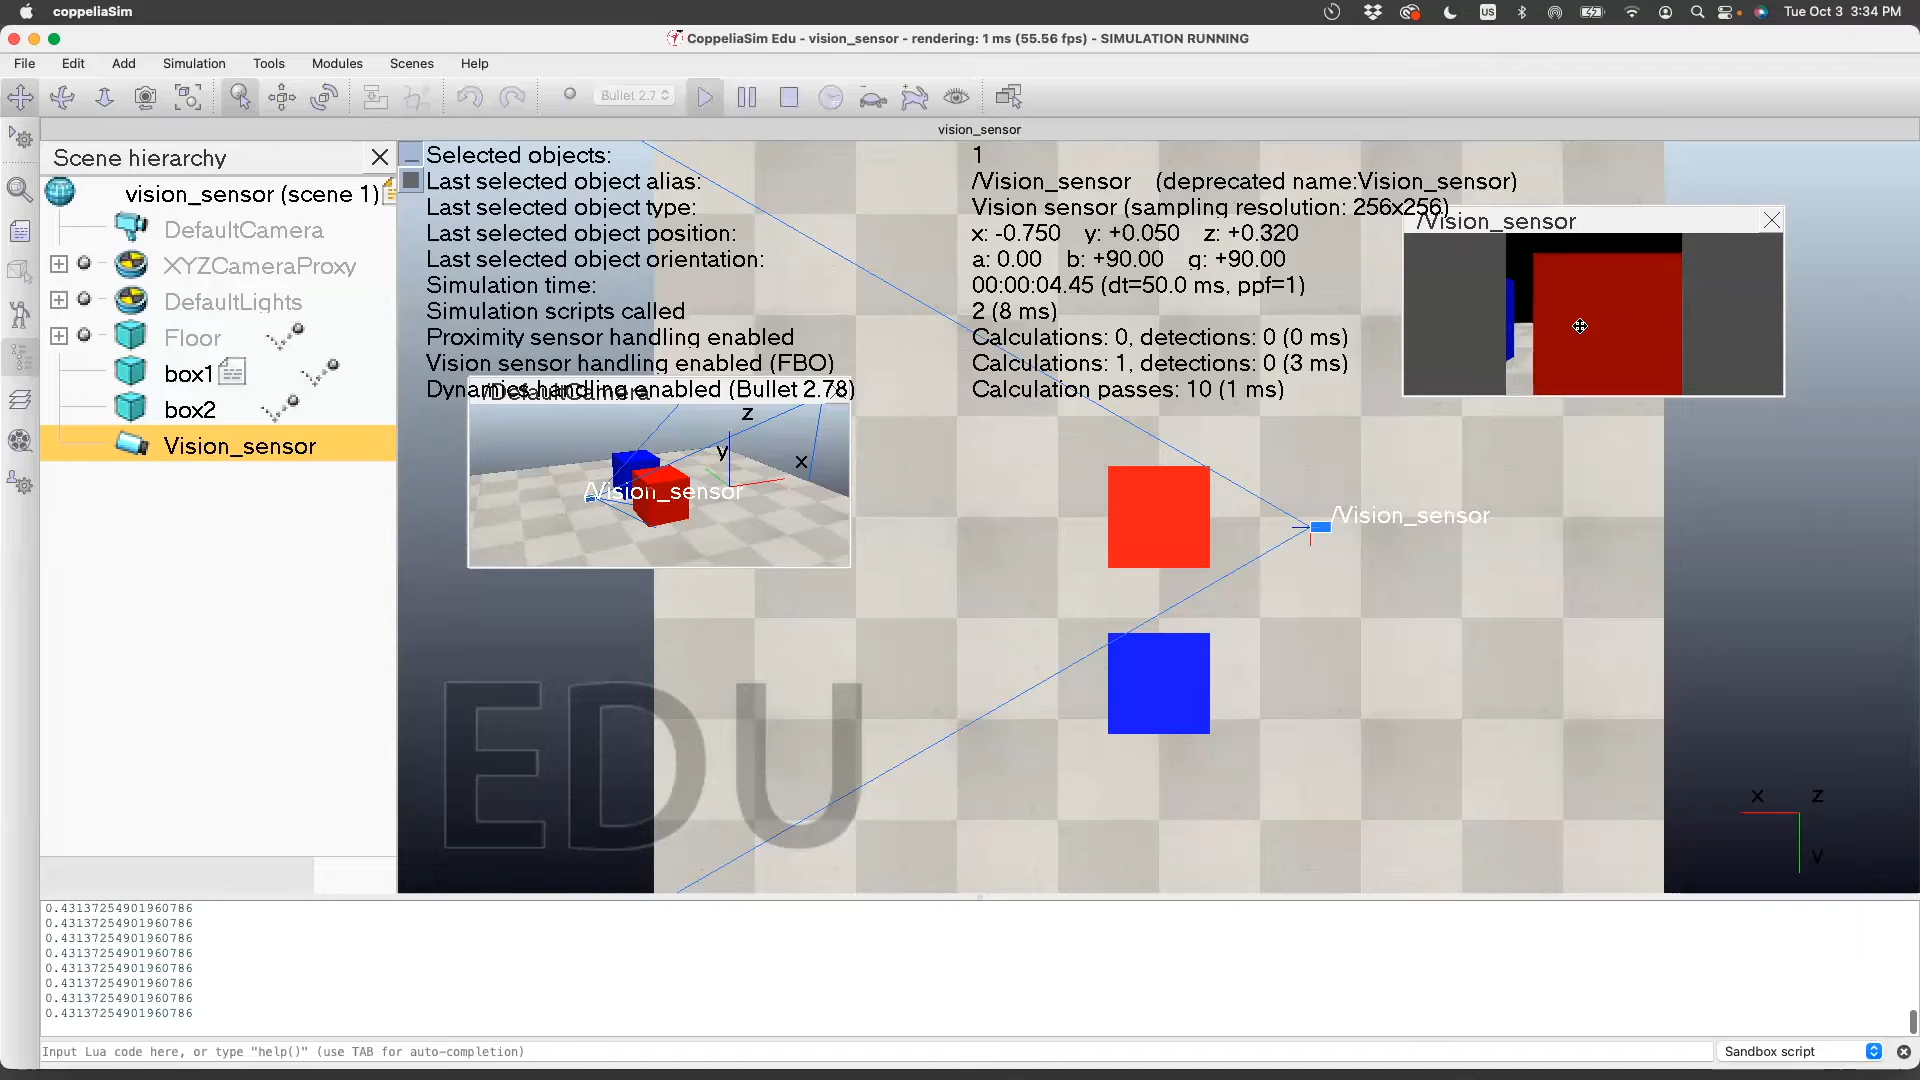 coppeliaSim
US
Tue Oct 3 3:34 PM
CoppeliaSim Edu - vision_sensor - rendering: 1 ms (55.56 fps) - SIMULATION RUNNING
File Edit Add Simulation Tools Modules Scenes Help
Bullet 2.7
vision_sensor
Scene hierarchy
vision_sensor (scene 1)
DefaultCamera
XYZCameraProxy
DefaultLights
Floor
box1
box2
Vision_sensor
Selected objects: 1
Last selected object alias: /Vision_sensor (deprecated name:Vision_sensor)
Last selected object type: Vision sensor (sampling resolution: 256x256)
Last selected object position: x: -0.750 y: +0.050 z: +0.320
Last selected object orientation: a: 0.00 b: +90.00 g: +90.00
Simulation time: 00:00:04.45 (dt=50.0 ms, ppf=1)
Simulation scripts called 2 (8 ms)
Proximity sensor handling enabled Calculations: 0, detections: 0 (0 ms)
Vision sensor handling enabled (FBO) Calculations: 1, detections: 0 (3 ms)
Dynamics handling enabled (Bullet 2.78) Calculation passes: 10 (1 ms)
/Vision_sensor
/DefaultCamera
z
y
x
/Vision_sensor
/Vision_sensor
x z
y
EDU
0.43137254901960786
0.43137254901960786
0.43137254901960786
0.43137254901960786
0.43137254901960786
0.43137254901960786
0.43137254901960786
0.43137254901960786
Input Lua code here, or type "help()" (use TAB for auto-completion)
Sandbox script